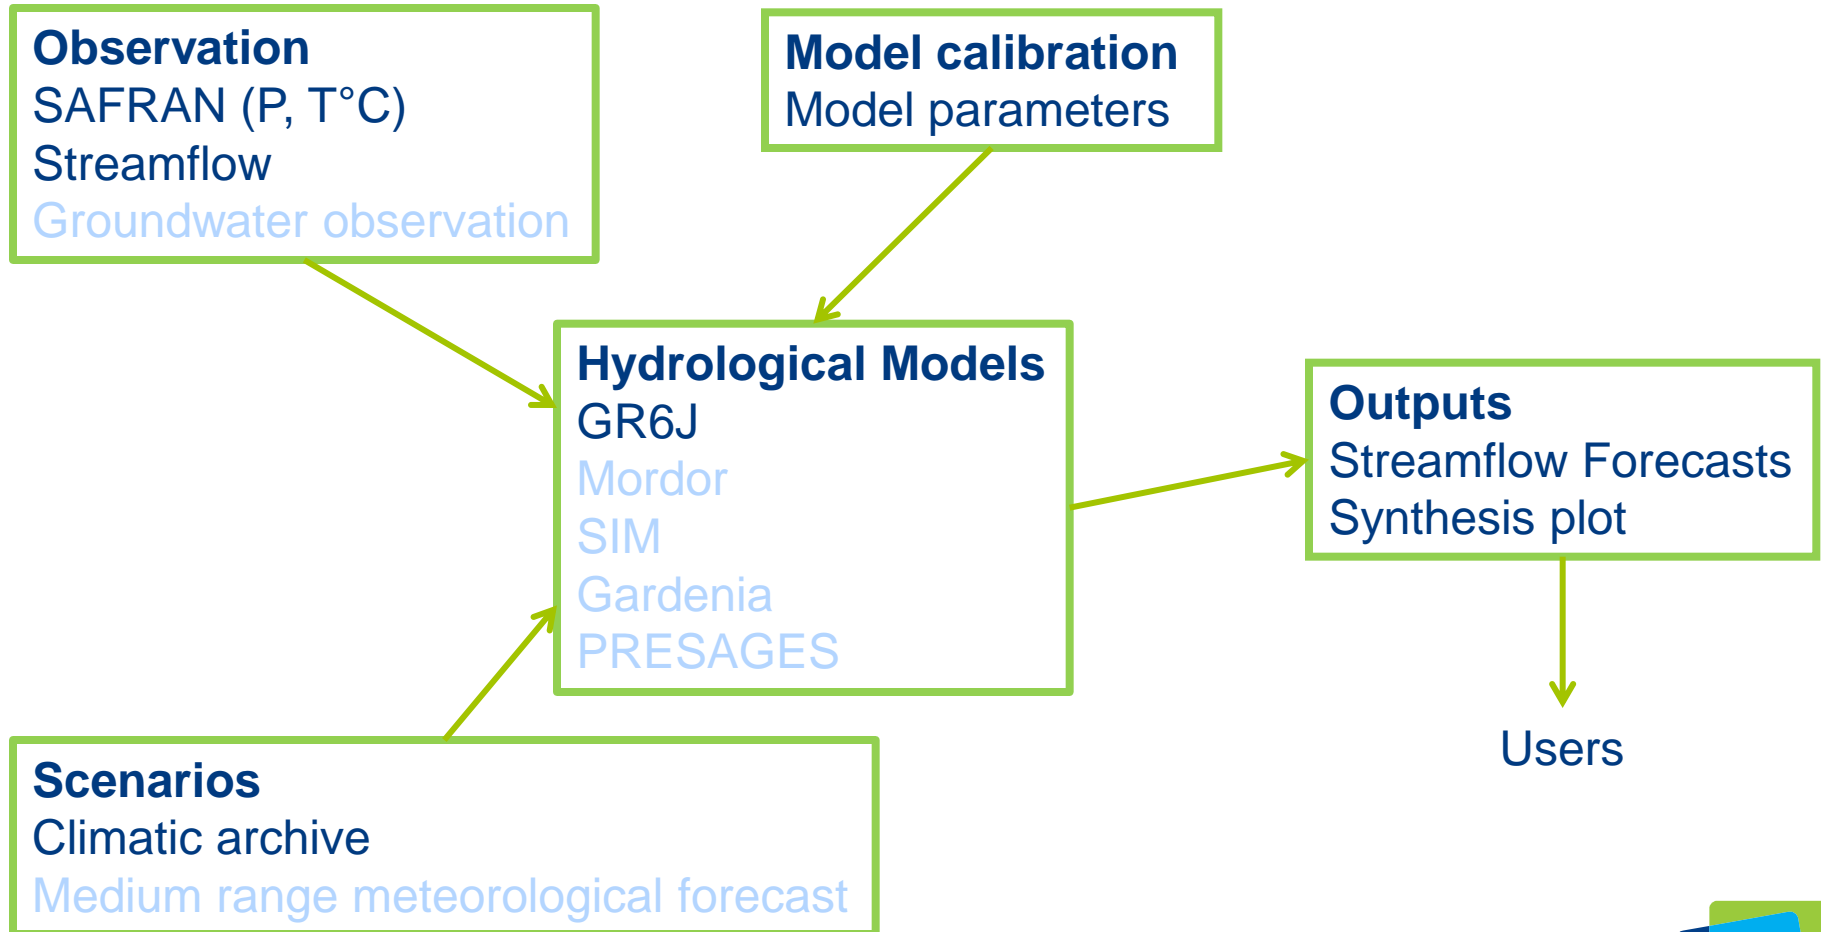 Observation
SAFRAN (P, T°C)
Streamflow
Groundwater observation
Model calibration
Model parameters
Hydrological Models
GR6J
Mordor
SIM
Gardenia
PRESAGES
Outputs
Streamflow Forecasts
Synthesis plot
Users
Scenarios
Climatic archive
Medium range meteorological forecast